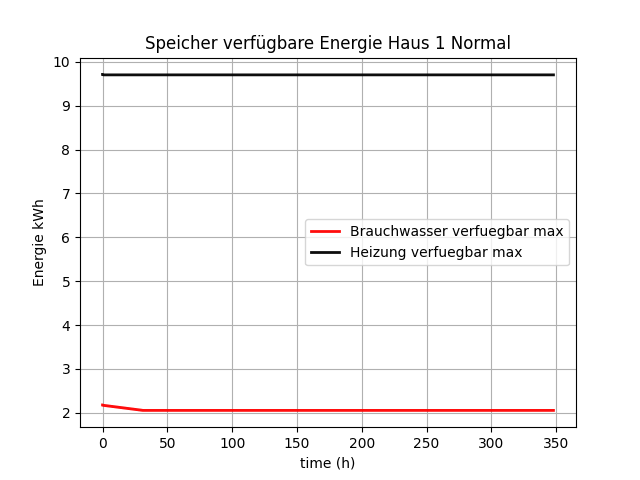 Speicher verfügbare Energie Haus 1 Normal
Energie kWh
10
9
8
7
6
5
4
3
2
Brauchwasser verfuegbar max
Heizung verfuegbar max
0 50 100 150 200 250 300 350
time (h)